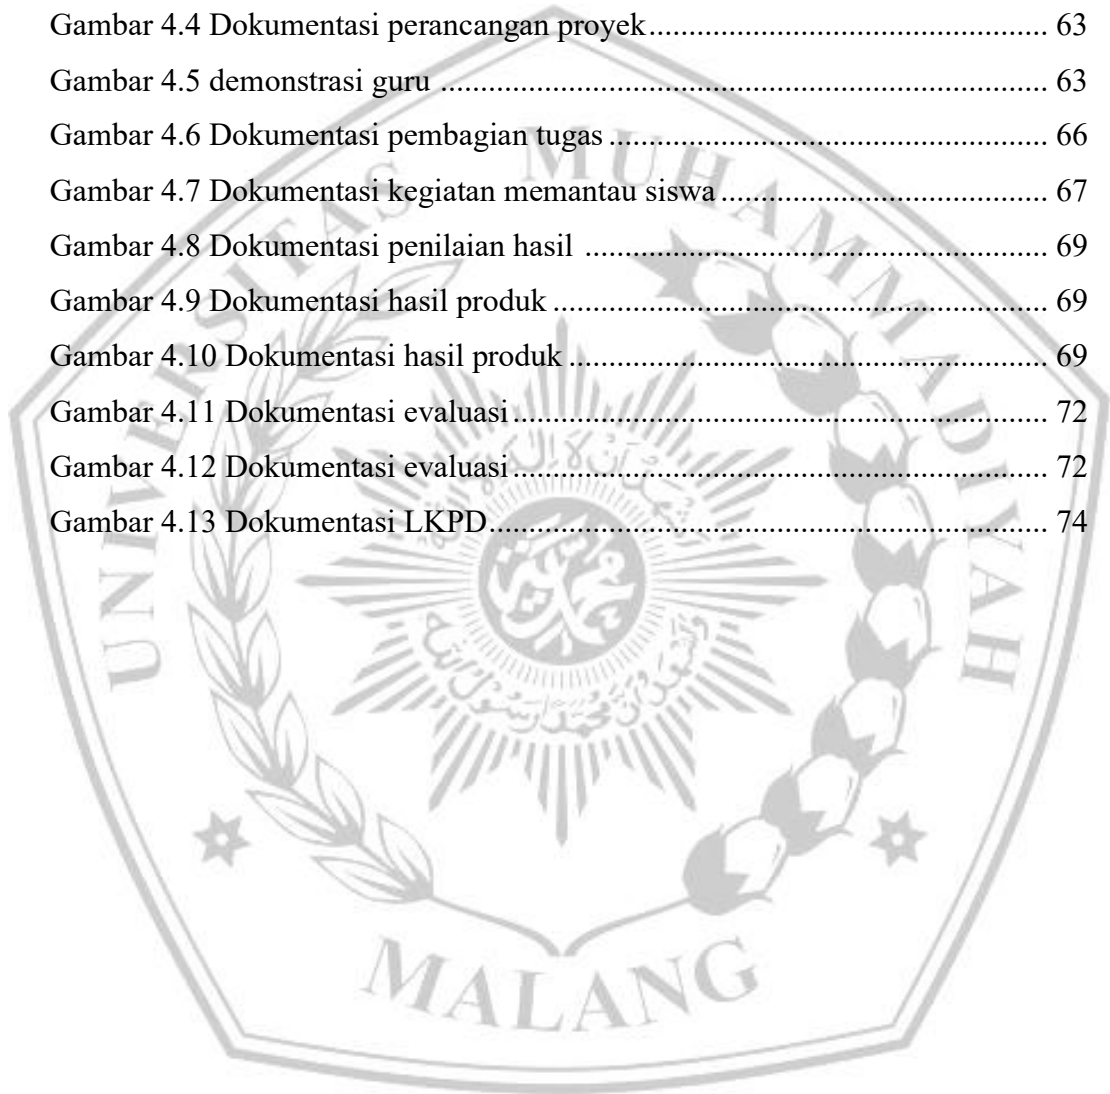 Gambar 4.4 Dokumentasi perancangan proyek.................................................. 63
Gambar 4.5 demonstrasi guru ............................................................................ 63
Gambar 4.6 Dokumentasi pembagian tugas ....................................................... 66
Gambar 4.7 Dokumentasi kegiatan memantau siswa ......................................... 67
Gambar 4.8 Dokumentasi penilaian hasil .......................................................... 69
Gambar 4.9 Dokumentasi hasil produk .............................................................. 69
Gambar 4.10 Dokumentasi hasil produk ............................................................ 69
Gambar 4.11 Dokumentasi evaluasi ................................................................... 72
Gambar 4.12 Dokumentasi evaluasi ................................................................... 72
Gambar 4.13 Dokumentasi LKPD...................................................................... 74
UNIVERSITAS MUHAMMADIYAH
MALANG